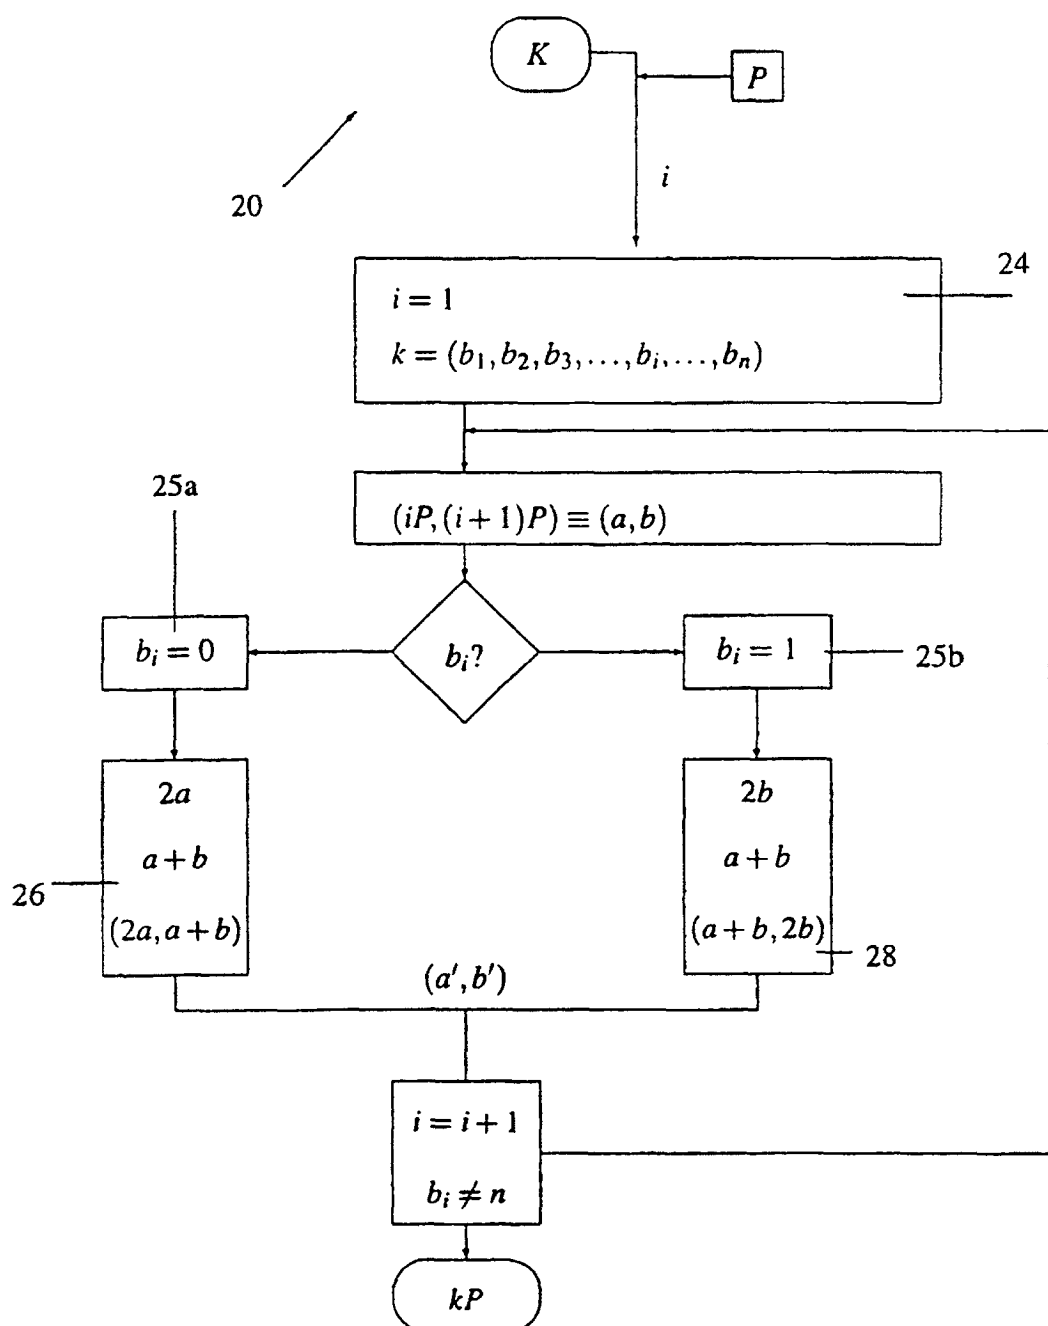 K
P
i
20
24
i = 1
k = (b₁, b₂, b₃, ..., bᵢ, ..., bₙ)
25a
(iP, (i + 1)P) ≡ (a, b)
bᵢ = 0
bᵢ?
bᵢ = 1
25b
2a
2b
a + b
a + b
26
(2a, a + b)
(a + b, 2b)
28
(a′, b′)
i = i + 1
bᵢ ≠ n
kP